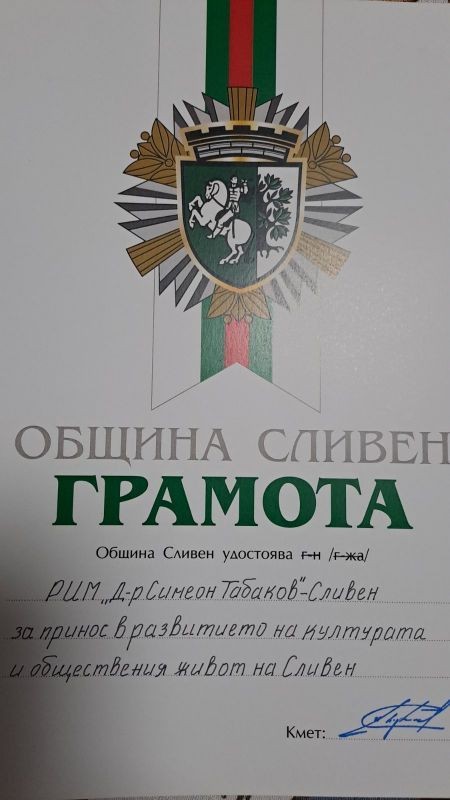 ОБЩИНА СЛИВЕН
ГРАМОТА
Община Сливен удостоява г-н /г-жа/
РИМ „Д-р Симеон Табаков"-Сливен
за принос в развитието на културата
и обществения живот на Сливен
Кмет: